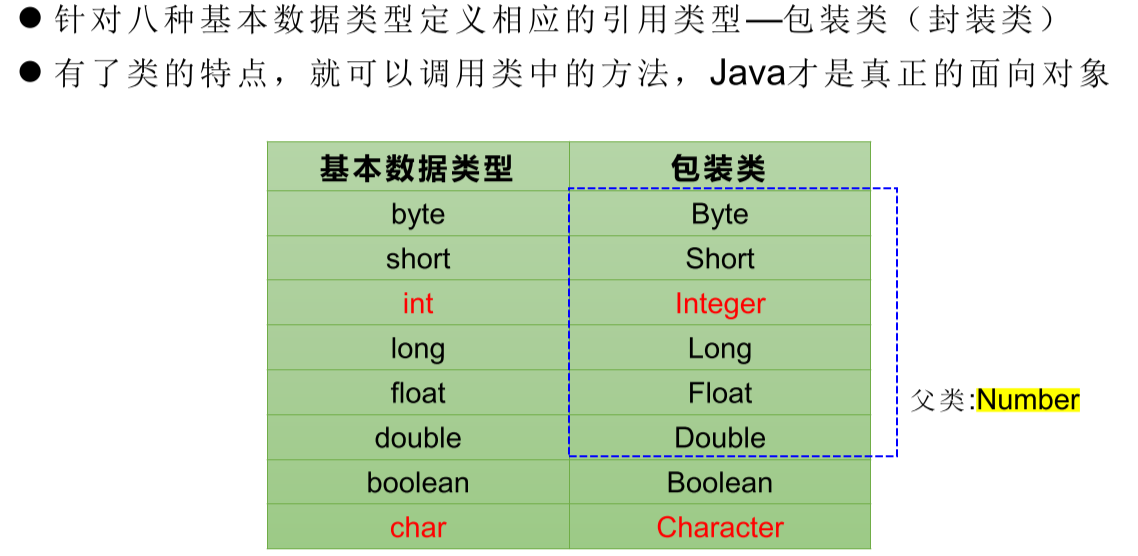 ● 针对八种基本数据类型定义相应的引用类型—包装类（封装类）
● 有了类的特点，就可以调用类中的方法，Java才是真正的面向对象
基本数据类型 包装类
byte Byte
short Short
int Integer
long Long
float Float
父类:Number
double Double
boolean Boolean
char Character